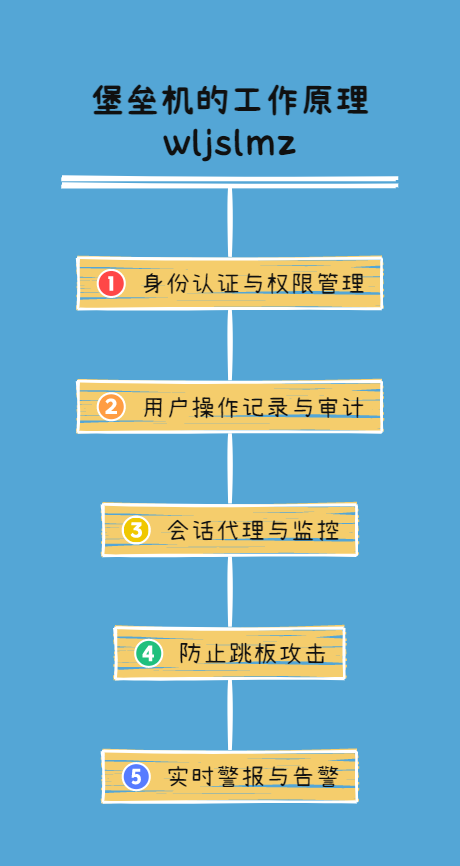 堡垒机的工作原理
wljslmz
1 身份认证与权限管理
2 用户操作记录与审计
3 会话代理与监控
4 防止跳板攻击
5 实时警报与告警